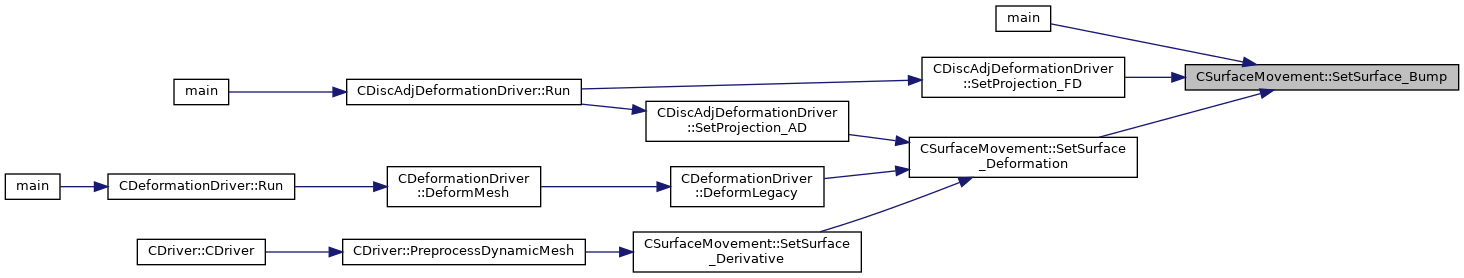 main
CSurfaceMovement::SetSurface_Bump
CDiscAdjDeformationDriver
::SetProjection_FD
main
CDiscAdjDeformationDriver::Run
CDiscAdjDeformationDriver
::SetProjection_AD
CSurfaceMovement::SetSurface
_Deformation
main
CDeformationDriver::Run
CDeformationDriver
::DeformMesh
CDeformationDriver
::DeformLegacy
CDriver::CDriver
CDriver::PreprocessDynamicMesh
CSurfaceMovement::SetSurface
_Derivative